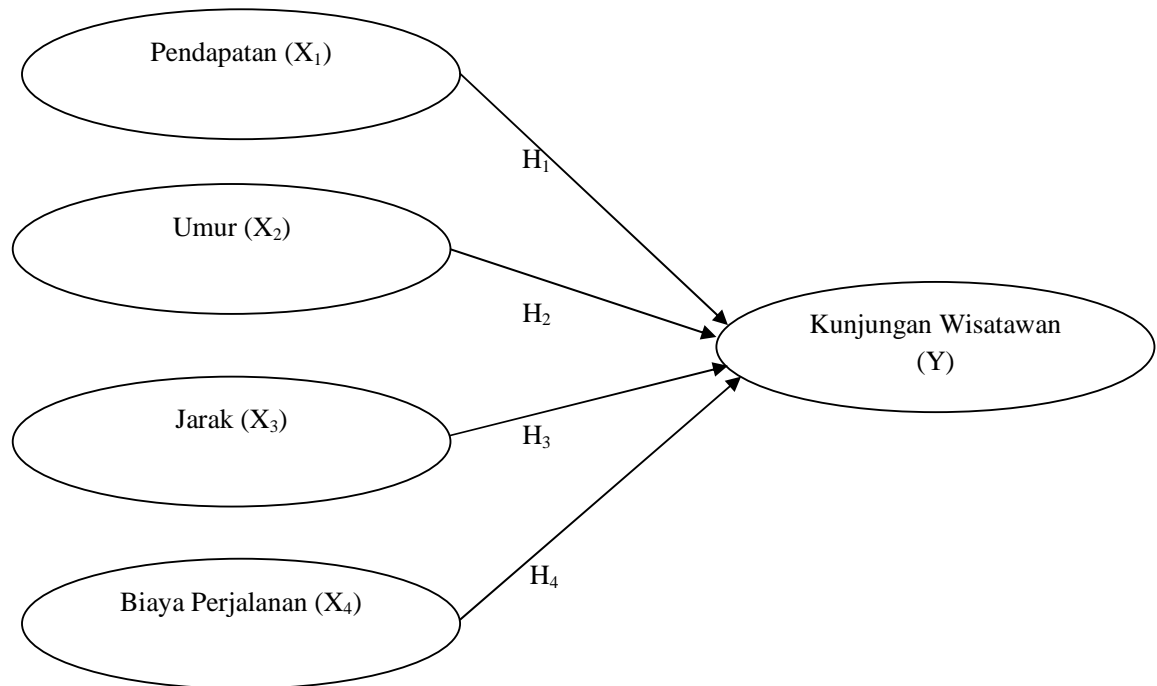 Pendapatan (X₁)
H₁
Umur (X₂)
H₂
Kunjungan Wisatawan
(Y)
Jarak (X₃)
H₃
Biaya Perjalanan (X₄)
H₄